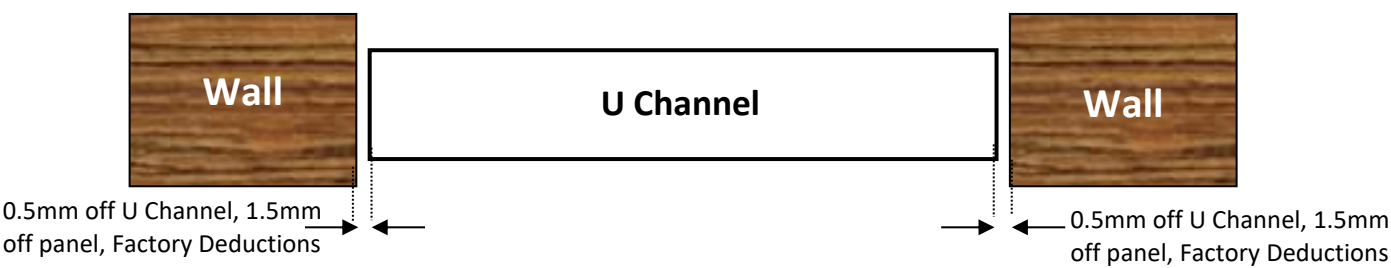 Wall
U Channel
Wall
0.5mm off U Channel, 1.5mm
off panel, Factory Deductions
0.5mm off U Channel, 1.5mm
off panel, Factory Deductions